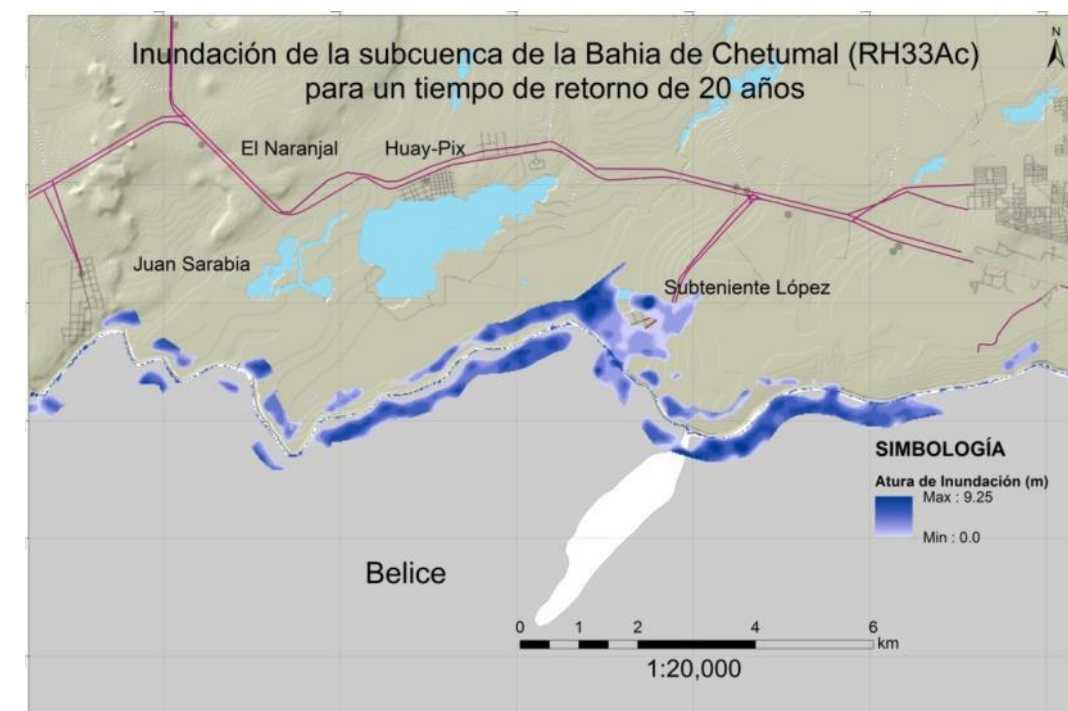 Inundación de la subcuenca de la Bahia de Chetumal (RH33Ac)
para un tiempo de retorno de 20 años
N
El Naranjal
Huay-Pix
Juan Sarabia
Subteniente López
SIMBOLOGÍA
Atura de Inundación (m)
Max : 9.25
Min : 0.0
Belice
0 1 2 4 6
km
1:20,000